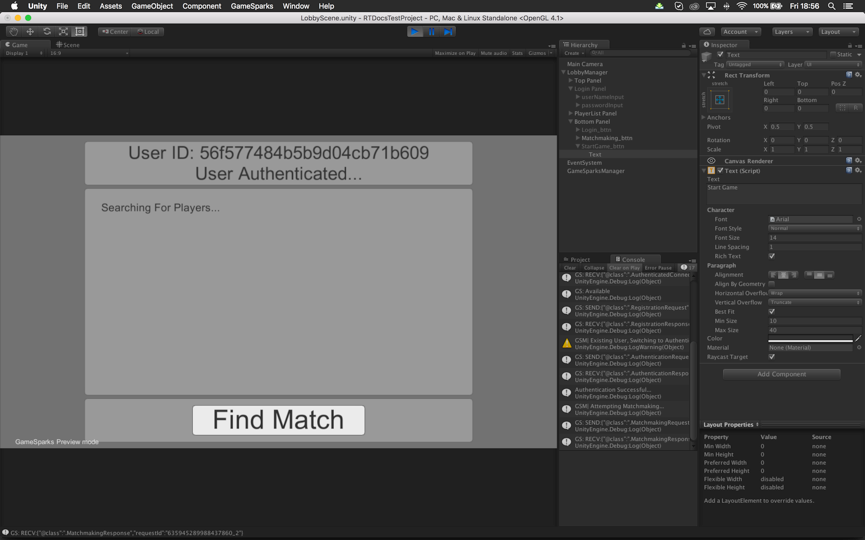 Unity File Edit Assets GameObject Component GameSparks Window Help
100% Fri 18:56
LobbyScene.unity - RTDocsTestProject - PC, Mac & Linux Standalone <OpenGL 4.1>
Center Local
Account Layers Layout
Game Scene
Display 1 16:9 Maximize on Play Mute audio Stats Gizmos
User ID: 56f577484b5b9d04cb71b609
User Authenticated...
Searching For Players...
Find Match
GameSparks Preview mode
Hierarchy
Create
Main Camera
LobbyManager
Top Panel
Login Panel
userNameInput
passwordInput
PlayerList Panel
Bottom Panel
Login_btn
Matchmaking_btn
StartGame_btn
Text
EventSystem
GameSparksManager
Project Console
Clear Collapse Clear on Play Error Pause 17
GS: RECV:{"@class":".AuthenticatedConne
UnityEngine.Debug:Log(Object)
GS: Available
UnityEngine.Debug:Log(Object)
GS: SEND:{"@class":".RegistrationRequest"
UnityEngine.Debug:Log(Object)
GS: RECV:{"@class":".RegistrationRespons
UnityEngine.Debug:Log(Object)
GSM| Existing User, Switching to Authenti
UnityEngine.Debug:LogWarning(Object)
GS: SEND:{"@class":".AuthenticationReque
UnityEngine.Debug:Log(Object)
GS: RECV:{"@class":".AuthenticationRespo
UnityEngine.Debug:Log(Object)
Authentication Successful...
UnityEngine.Debug:Log(Object)
GSM| Attempting Matchmaking...
UnityEngine.Debug:Log(Object)
GS: SEND:{"@class":".MatchmakingRequest
UnityEngine.Debug:Log(Object)
GS: RECV:{"@class":".MatchmakingRespon
UnityEngine.Debug:Log(Object)
Inspector
Text Static
Tag Untagged Layer UI
Rect Transform
stretch Left Top Pos Z
stretch 0 0 0
Right Bottom
0 0 R
Anchors
Pivot X 0.5 Y 0.5
Rotation X 0 Y 0 Z 0
Scale X 1 Y 1 Z 1
Canvas Renderer
Text (Script)
Text
Start Game
Character
Font Arial
Font Style Normal
Font Size 14
Line Spacing 1
Rich Text
Paragraph
Alignment
Align By Geometry
Horizontal Overflow Wrap
Vertical Overflow Truncate
Best Fit
Min Size 10
Max Size 40
Color
Material None (Material)
Raycast Target
Add Component
Layout Properties
Property Value Source
Min Width 0 none
Min Height 0 none
Preferred Width 0 none
Preferred Height 0 none
Flexible Width disabled none
Flexible Height disabled none
Add a LayoutElement to override values.
GS: RECV:{"@class":".MatchmakingResponse","requestId":"635945289988437860_2"}